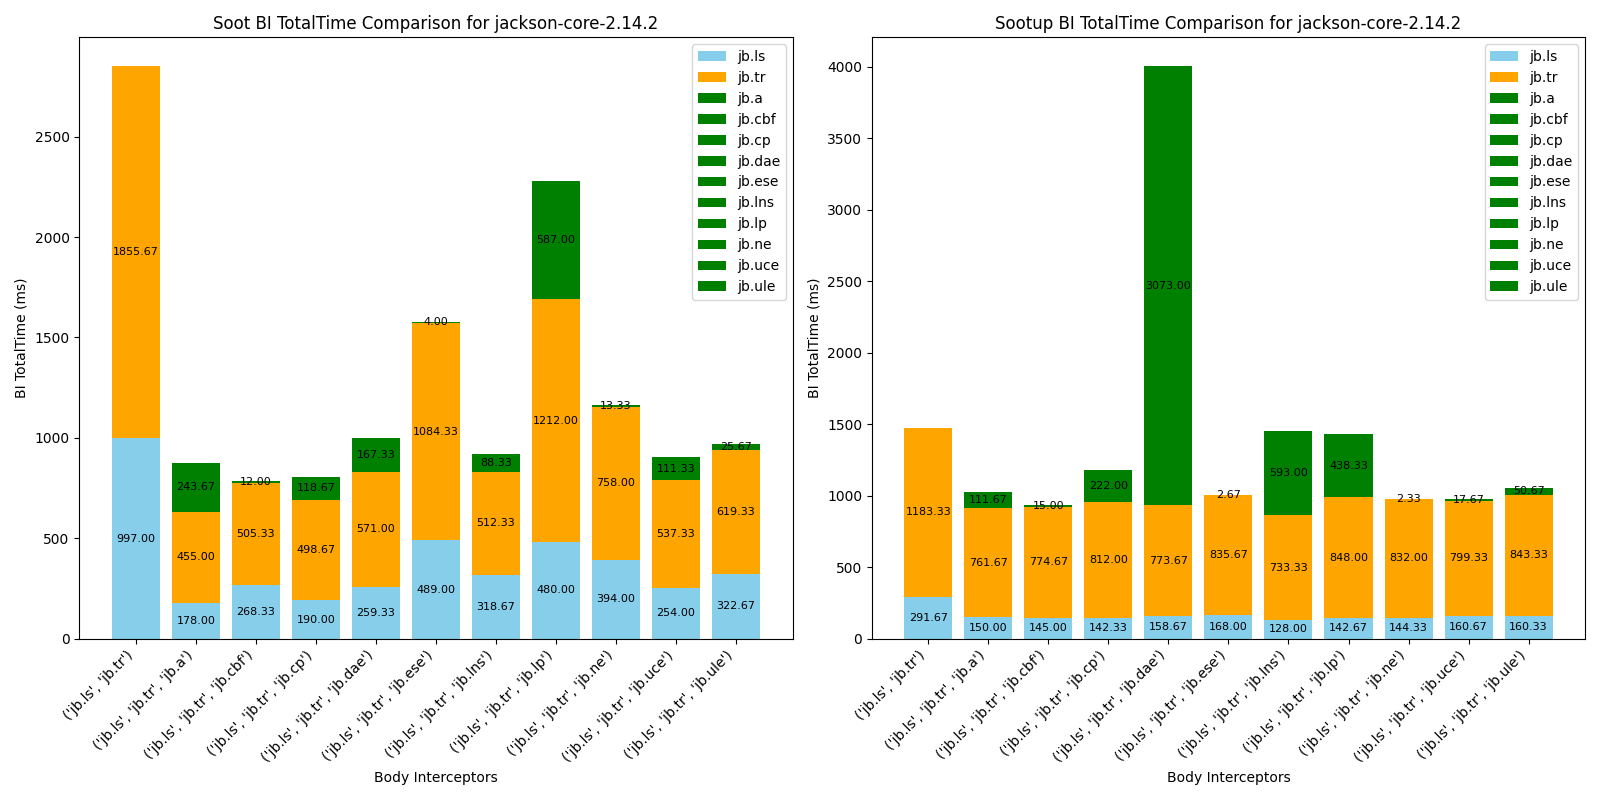 Soot BI TotalTime Comparison for jackson-core-2.14.2
BI TotalTime (ms)
2500
2000
1500
1000
500
0
1855.67
997.00
243.67
455.00
178.00
12.00
505.33
268.33
118.67
498.67
190.00
167.33
571.00
259.33
4.00
1084.33
489.00
88.33
512.33
318.67
587.00
1212.00
480.00
13.33
758.00
394.00
111.33
537.33
254.00
25.67
619.33
322.67
jb.ls
jb.tr
jb.a
jb.cbf
jb.cp
jb.dae
jb.ese
jb.lns
jb.lp
jb.ne
jb.uce
jb.ule
('jb.ls', 'jb.tr')
('jb.ls', 'jb.tr', 'jb.a')
('jb.ls', 'jb.tr', 'jb.cbf')
('jb.ls', 'jb.tr', 'jb.cp')
('jb.ls', 'jb.tr', 'jb.dae')
('jb.ls', 'jb.tr', 'jb.ese')
('jb.ls', 'jb.tr', 'jb.lns')
('jb.ls', 'jb.tr', 'jb.lp')
('jb.ls', 'jb.tr', 'jb.ne')
('jb.ls', 'jb.tr', 'jb.uce')
('jb.ls', 'jb.tr', 'jb.ule')
Body Interceptors
Sootup BI TotalTime Comparison for jackson-core-2.14.2
BI TotalTime (ms)
4000
3500
3000
2500
2000
1500
1000
500
0
1183.33
291.67
111.67
761.67
150.00
15.00
774.67
145.00
222.00
812.00
142.33
3073.00
773.67
158.67
2.67
835.67
168.00
593.00
733.33
128.00
438.33
848.00
142.67
2.33
832.00
144.33
17.67
799.33
160.67
50.67
843.33
160.33
jb.ls
jb.tr
jb.a
jb.cbf
jb.cp
jb.dae
jb.ese
jb.lns
jb.lp
jb.ne
jb.uce
jb.ule
('jb.ls', 'jb.tr')
('jb.ls', 'jb.tr', 'jb.a')
('jb.ls', 'jb.tr', 'jb.cbf')
('jb.ls', 'jb.tr', 'jb.cp')
('jb.ls', 'jb.tr', 'jb.dae')
('jb.ls', 'jb.tr', 'jb.ese')
('jb.ls', 'jb.tr', 'jb.lns')
('jb.ls', 'jb.tr', 'jb.lp')
('jb.ls', 'jb.tr', 'jb.ne')
('jb.ls', 'jb.tr', 'jb.uce')
('jb.ls', 'jb.tr', 'jb.ule')
Body Interceptors